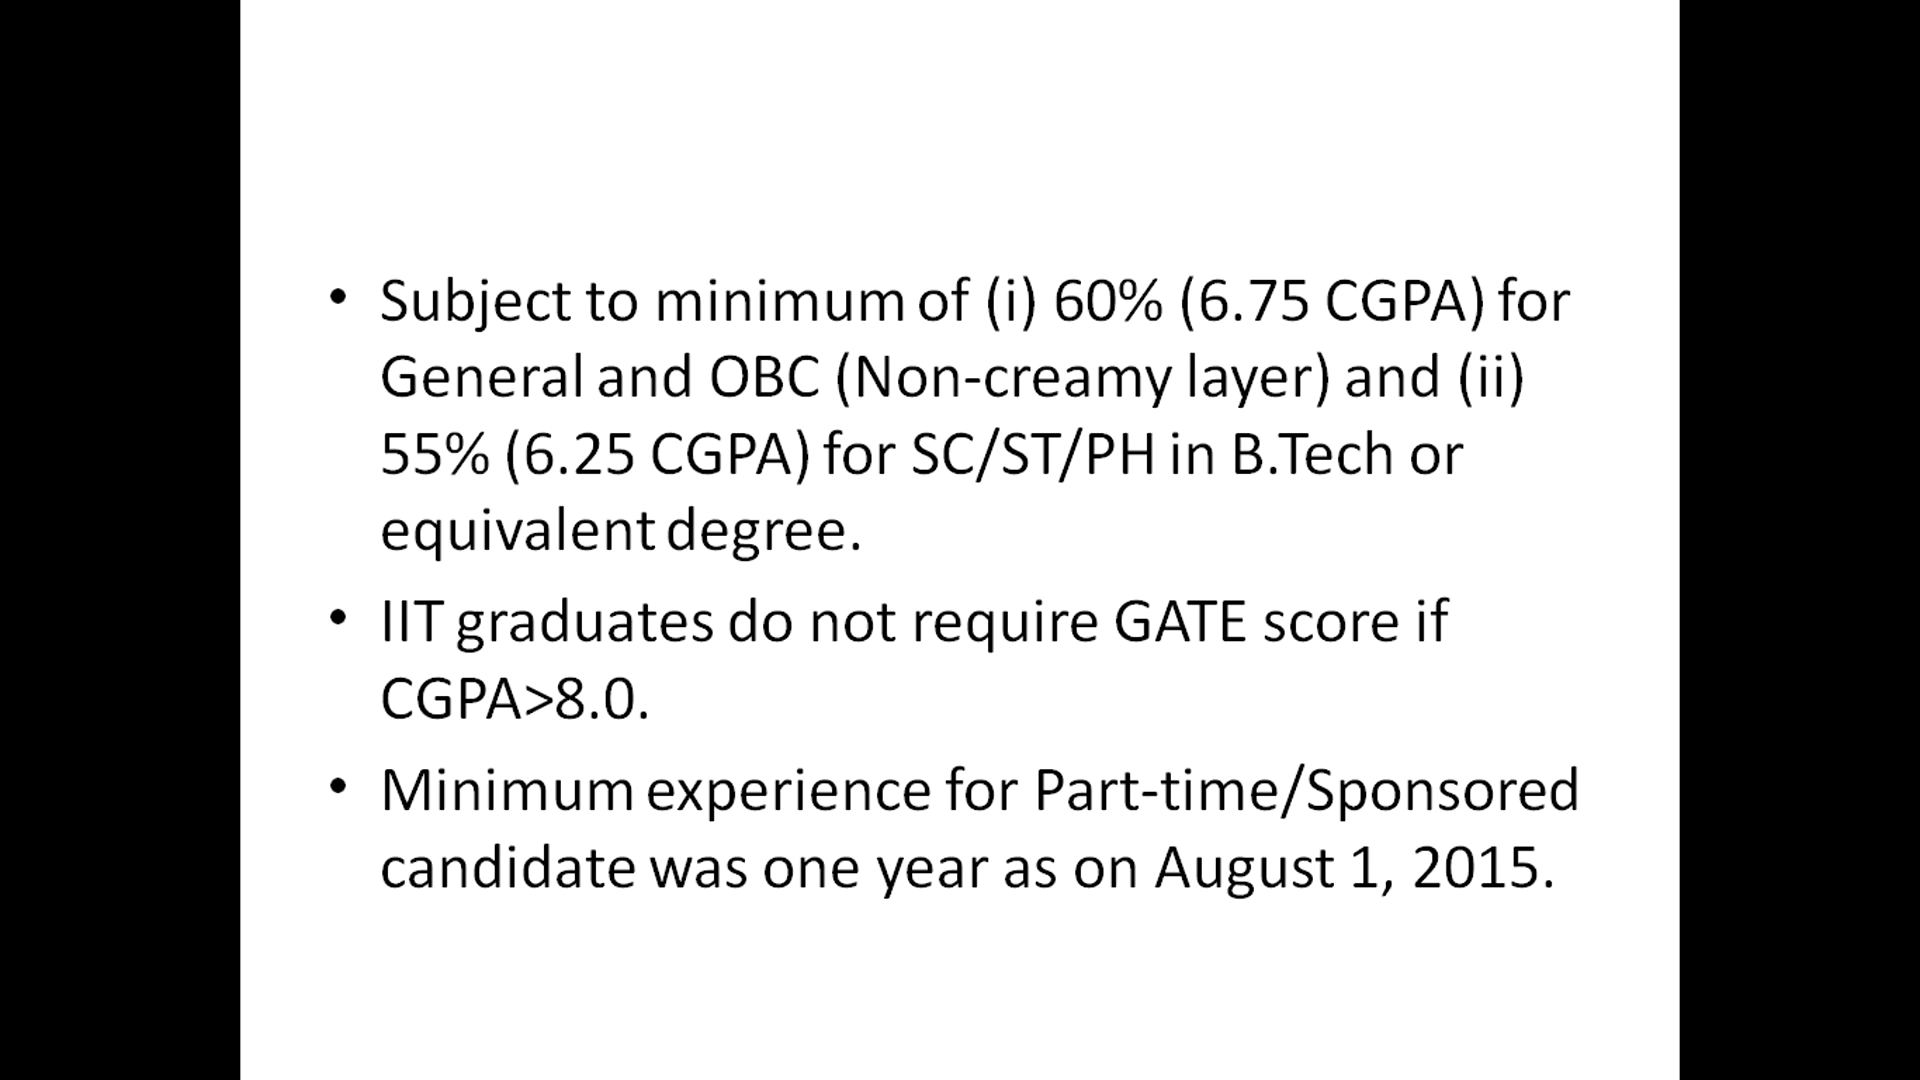 • Subject to minimum of (i) 60% (6.75 CGPA) for
General and OBC (Non-creamy layer) and (ii)
55% (6.25 CGPA) for SC/ST/PH in B.Tech or
equivalent degree.
• IIT graduates do not require GATE score if
CGPA>8.0.
• Minimum experience for Part-time/Sponsored
candidate was one year as on August 1, 2015.